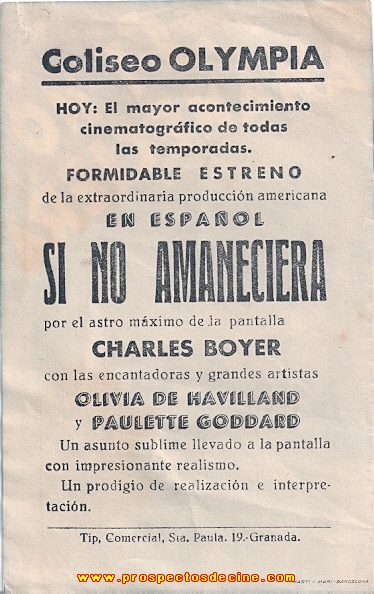 Coliseo OLYMPIA
HOY: El mayor acontecimiento
cinematográfico de todas
las temporadas.
FORMIDABLE ESTRENO
de la extraordinaria producción americana
EN ESPAÑOL
SI NO AMANECIERA
por el astro máximo de la pantalla
CHARLES BOYER
con las encantadoras y grandes artistas
OLIVIA DE HAVILLAND
y PAULETTE GODDARD
Un asunto sublime llevado a la pantalla
con impresionante realismo.
Un prodigio de realización e interpre-
tación.
Tip, Comercial, Sta. Paula. 19.-Granada.
MARI - BARCELONA
www.prospectosdecine.com